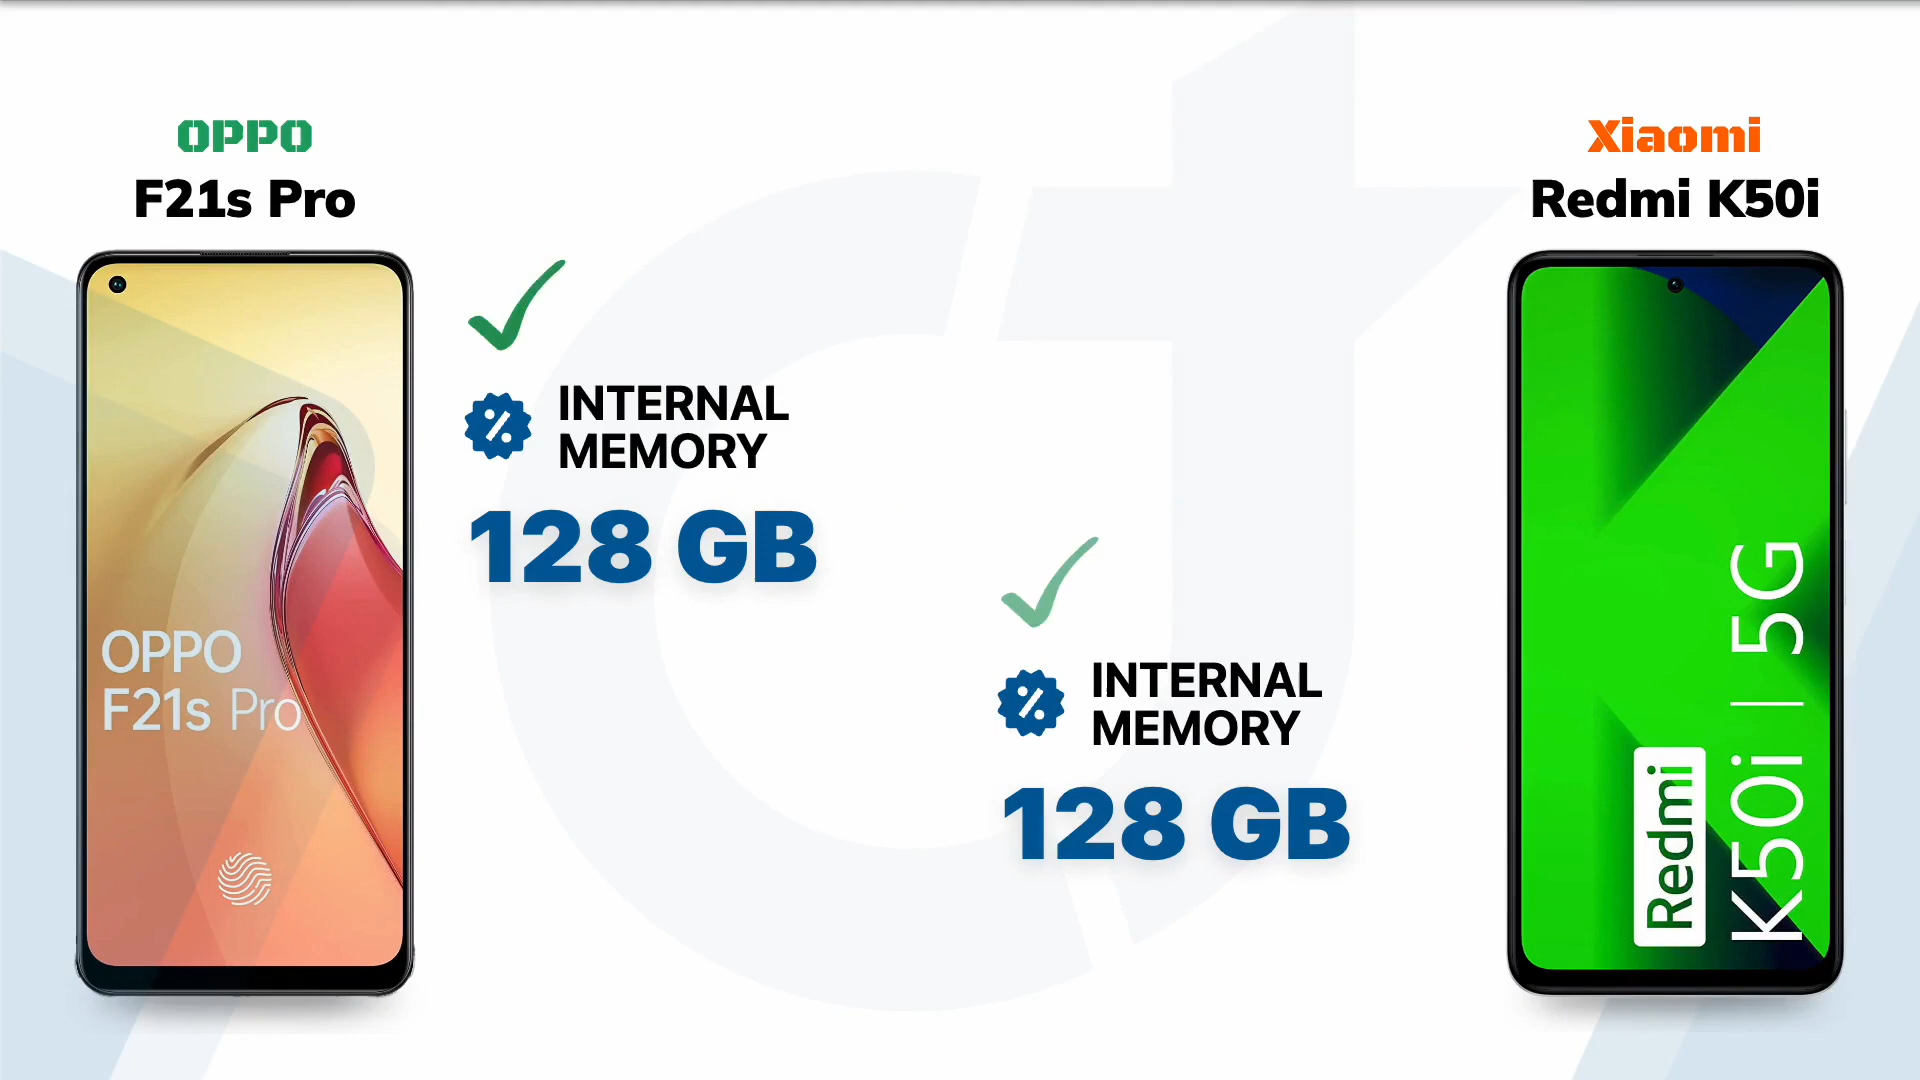 OPPO
F21s Pro
Xiaomi
Redmi K50i
INTERNAL
MEMORY
128 GB
INTERNAL
MEMORY
128 GB
OPPO
F21s Pro
Redmi
K50i | 5G